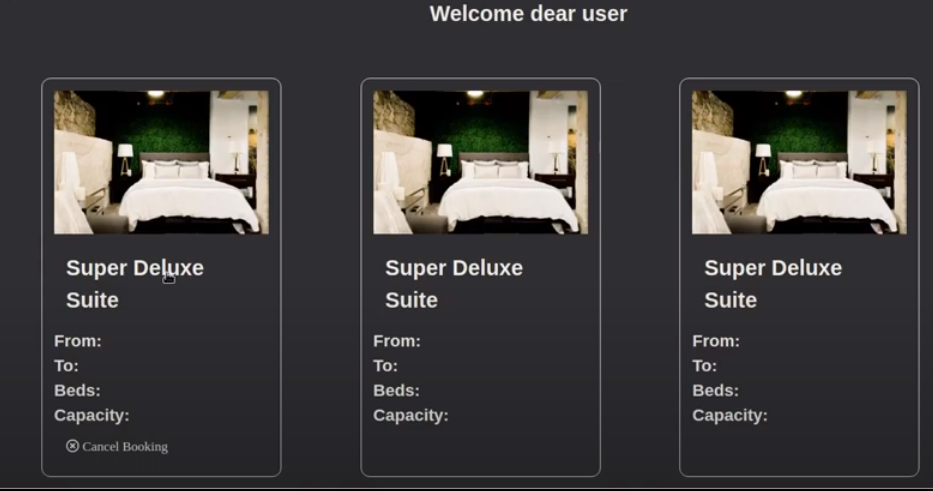 Welcome dear user
Super Deluxe
Suite
From:
To:
Beds:
Capacity:
Cancel Booking
Super Deluxe
Suite
From:
To:
Beds:
Capacity:
Super Deluxe
Suite
From:
To:
Beds:
Capacity: